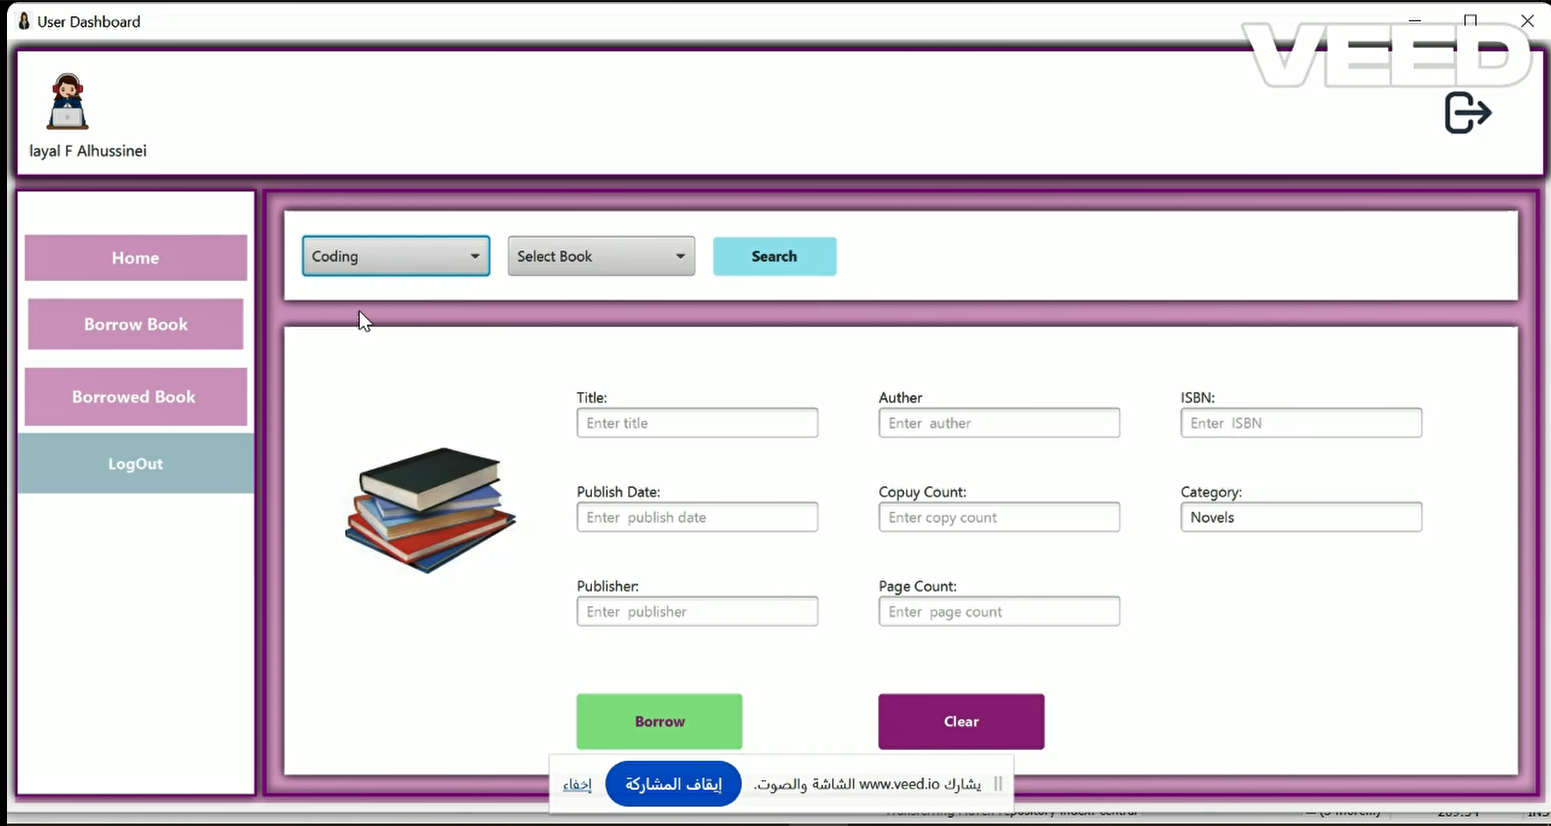 User Dashboard
VEED
layal F Alhussinei
Home
Borrow Book
Borrowed Book
LogOut
Coding
Select Book
Search
Title:
Auther
ISBN:
Enter title
Enter auther
Enter ISBN
Publish Date:
Copuy Count:
Category:
Enter publish date
Enter copy count
Novels
Publisher:
Page Count:
Enter publisher
Enter page count
Borrow
Clear
يشارك www.veed.io الشاشة والصوت.
إيقاف المشاركة
إخفاء